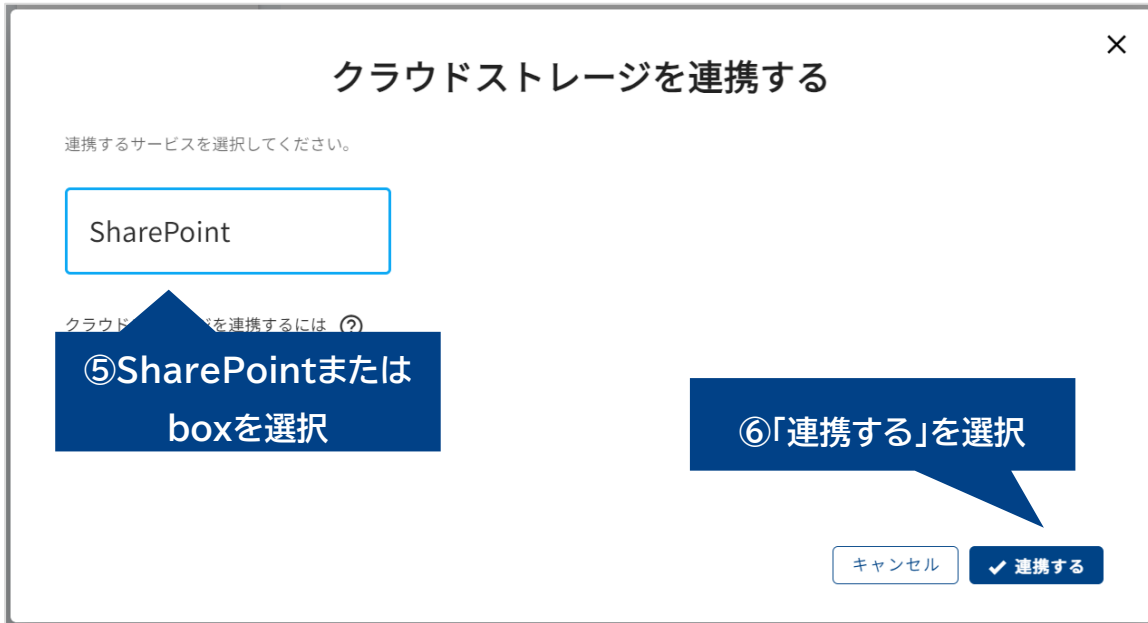 クラウドストレージを連携する
連携するサービスを選択してください。
SharePoint
クラウド を連携するには
⑤SharePointまたは
boxを選択
⑥「連携する」を選択
キャンセル
連携する